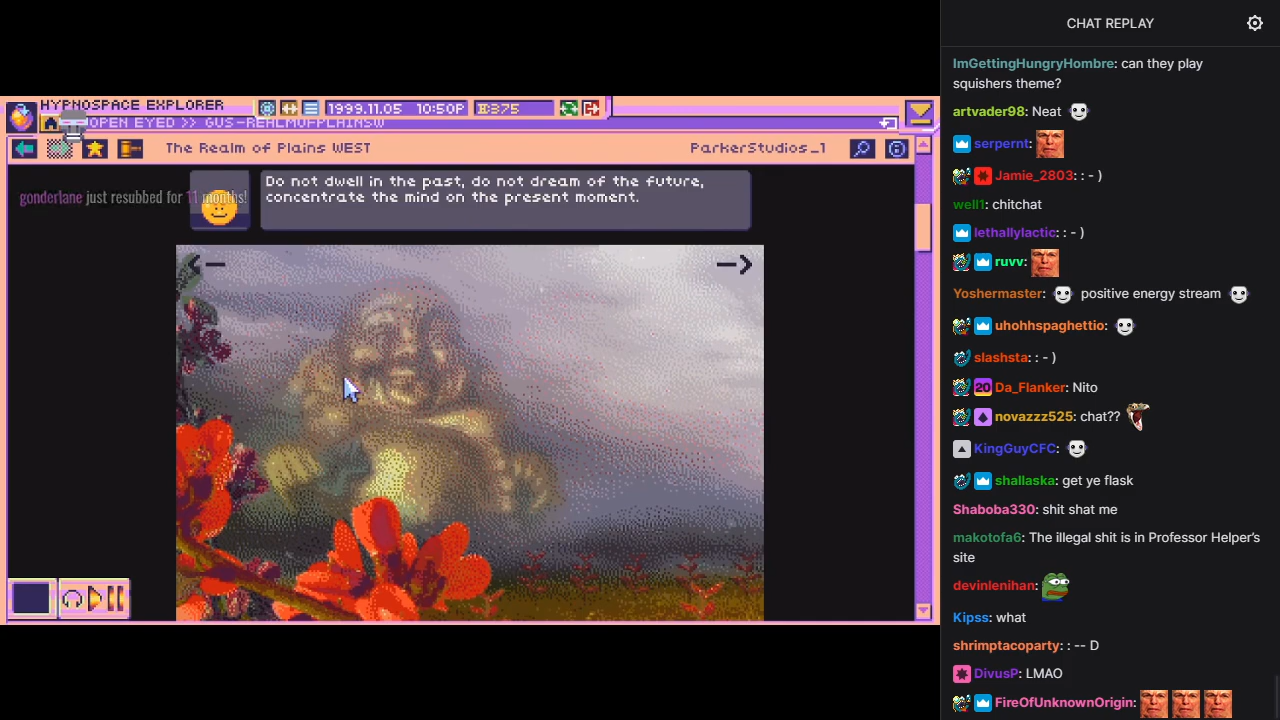 HYPNOSPACE EXPLORER
1999.11.05 10:50P
375
OPEN EYED >> GUS-REALMOFPLAINSW
The Realm of Plains WEST
ParkerStudios_1
gonderlane just resubbed for 11 months!
Do not dwell in the past, do not dream of the future,
concentrate the mind on the present moment.
CHAT REPLAY
ImGettingHungryHombre: can they play
squishers theme?
artvader98: Neat
serpernt:
Jamie_2803: : - )
well1: chitchat
lethallylactic: : - )
ruvv:
Yoshermaster: positive energy stream
uhohhspaghettio:
slashsta: : - )
20 Da_Flanker: Nito
novazzz525: chat??
KingGuyCFC:
shallaska: get ye flask
Shaboba330: shit shat me
makotofa6: The illegal shit is in Professor Helper's
site
devinlenihan:
Kipss: what
shrimptacoparty: : -- D
DivusP: LMAO
FireOfUnknownOrigin: